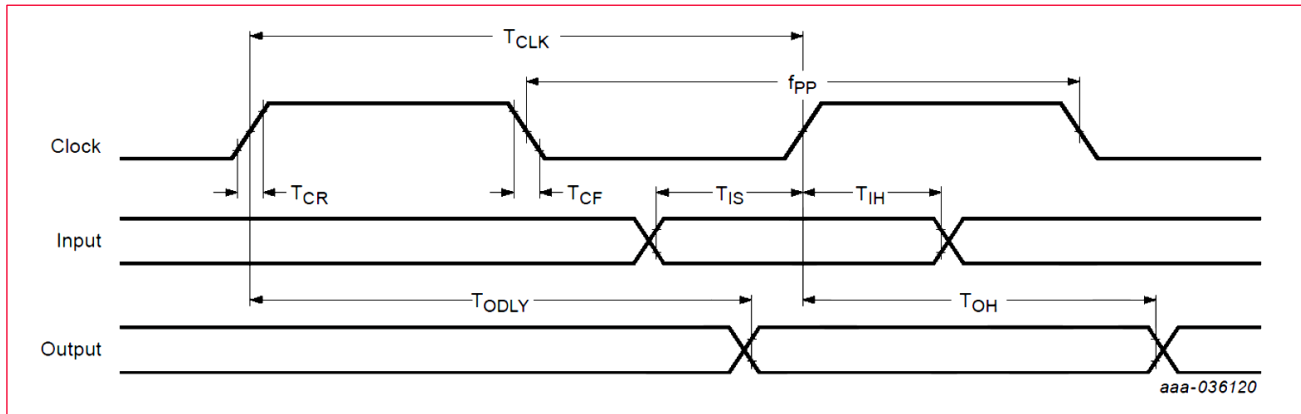 TCLK
fPP
Clock
TCR
TCF
TIS
TIH
Input
TODLY
TOH
Output
aaa-036120